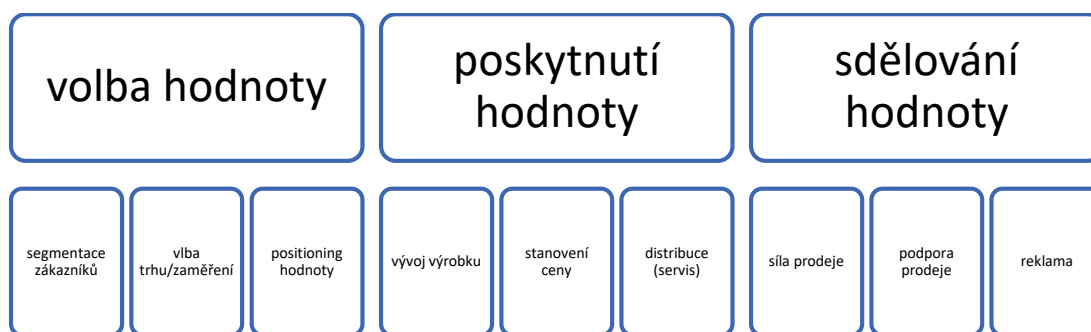 volba hodnoty
poskytnutí
hodnoty
sdělování
hodnoty
segmentace
zákazníků
vlba
trhu/zaměření
positioning
hodnoty
vývoj výrobku
stanovení
ceny
distribuce
(servis)
síla prodeje
podpora
prodeje
reklama